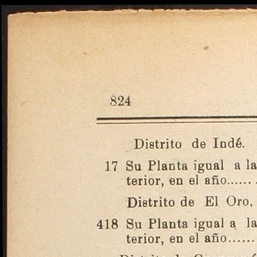 824
Distrito de Indé.
17 Su Planta igual a la
terior, en el año......
Distrito de El Oro.
418 Su Planta igual a la
terior, en el año......